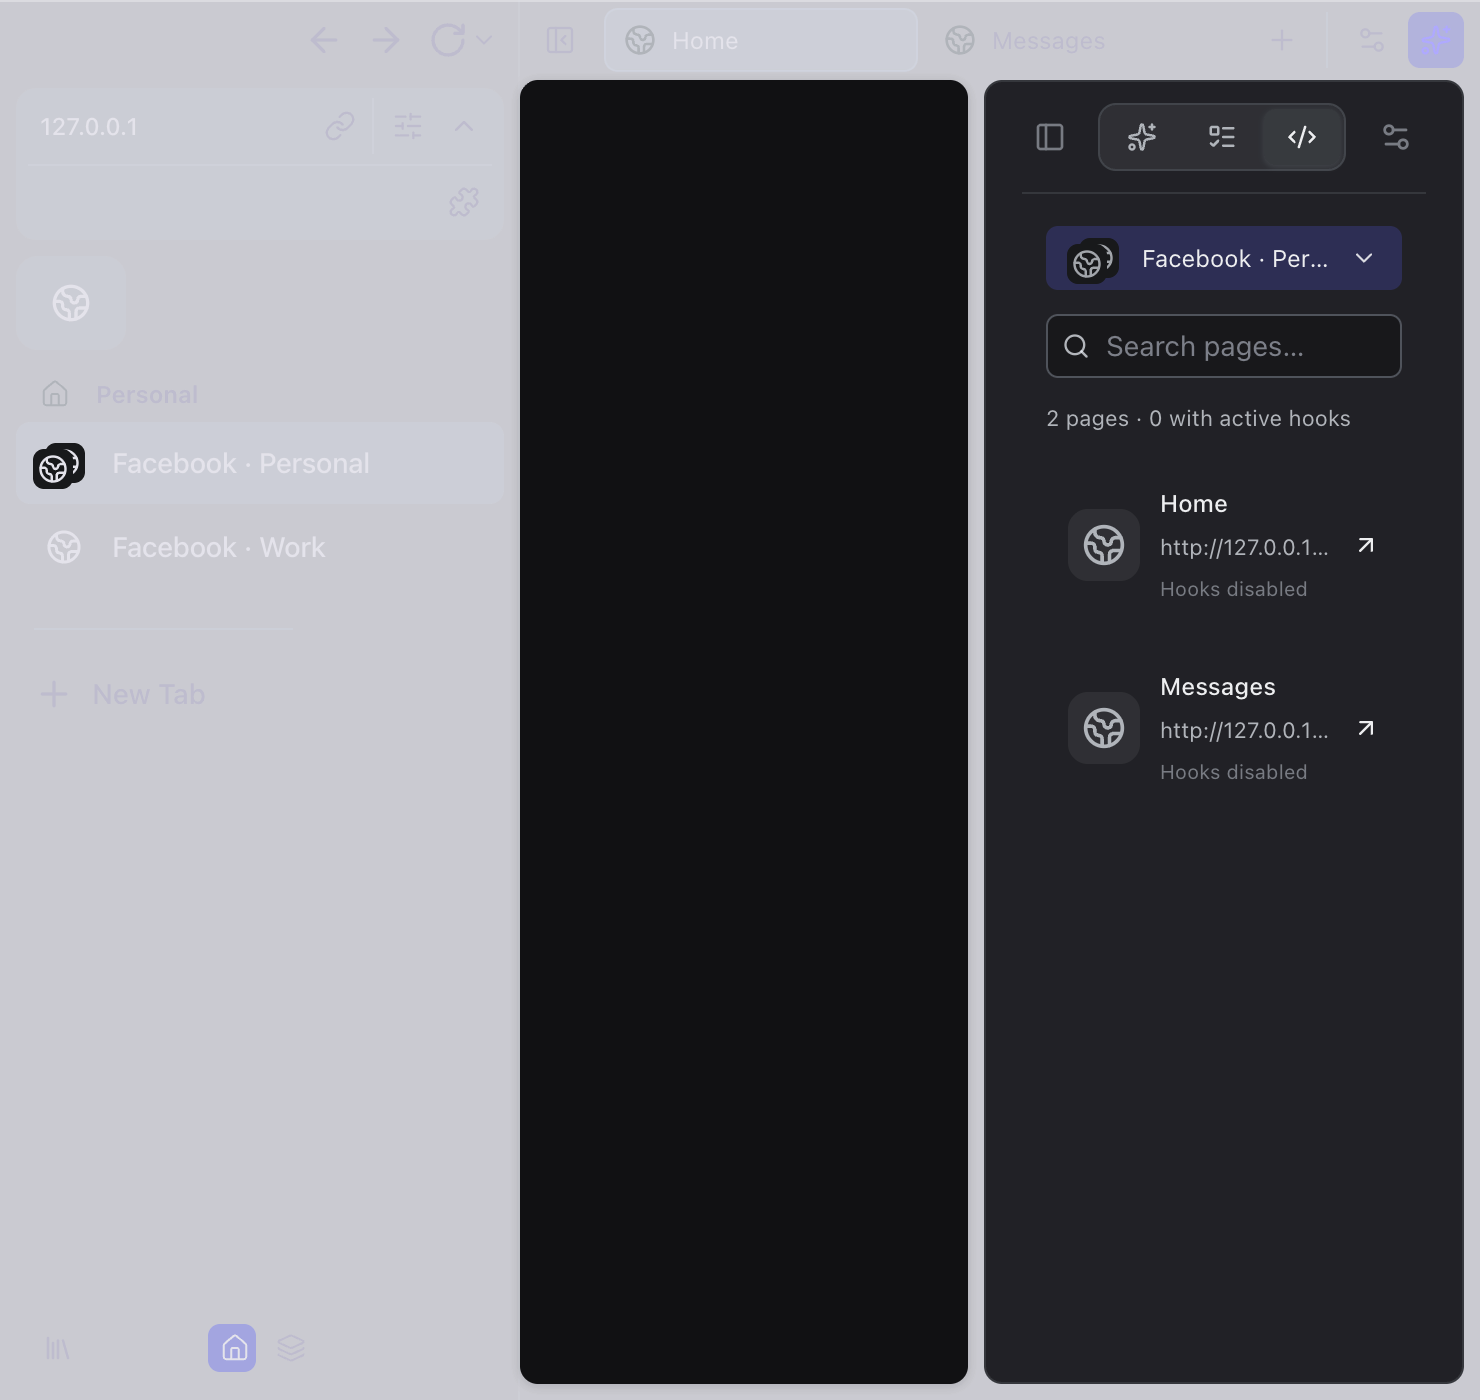 Home
Messages
127.0.0.1
Personal
Facebook · Personal
Facebook · Work
New Tab
Facebook · Per...
Search pages...
2 pages · 0 with active hooks
Home
http://127.0.0.1...
Hooks disabled
Messages
http://127.0.0.1...
Hooks disabled